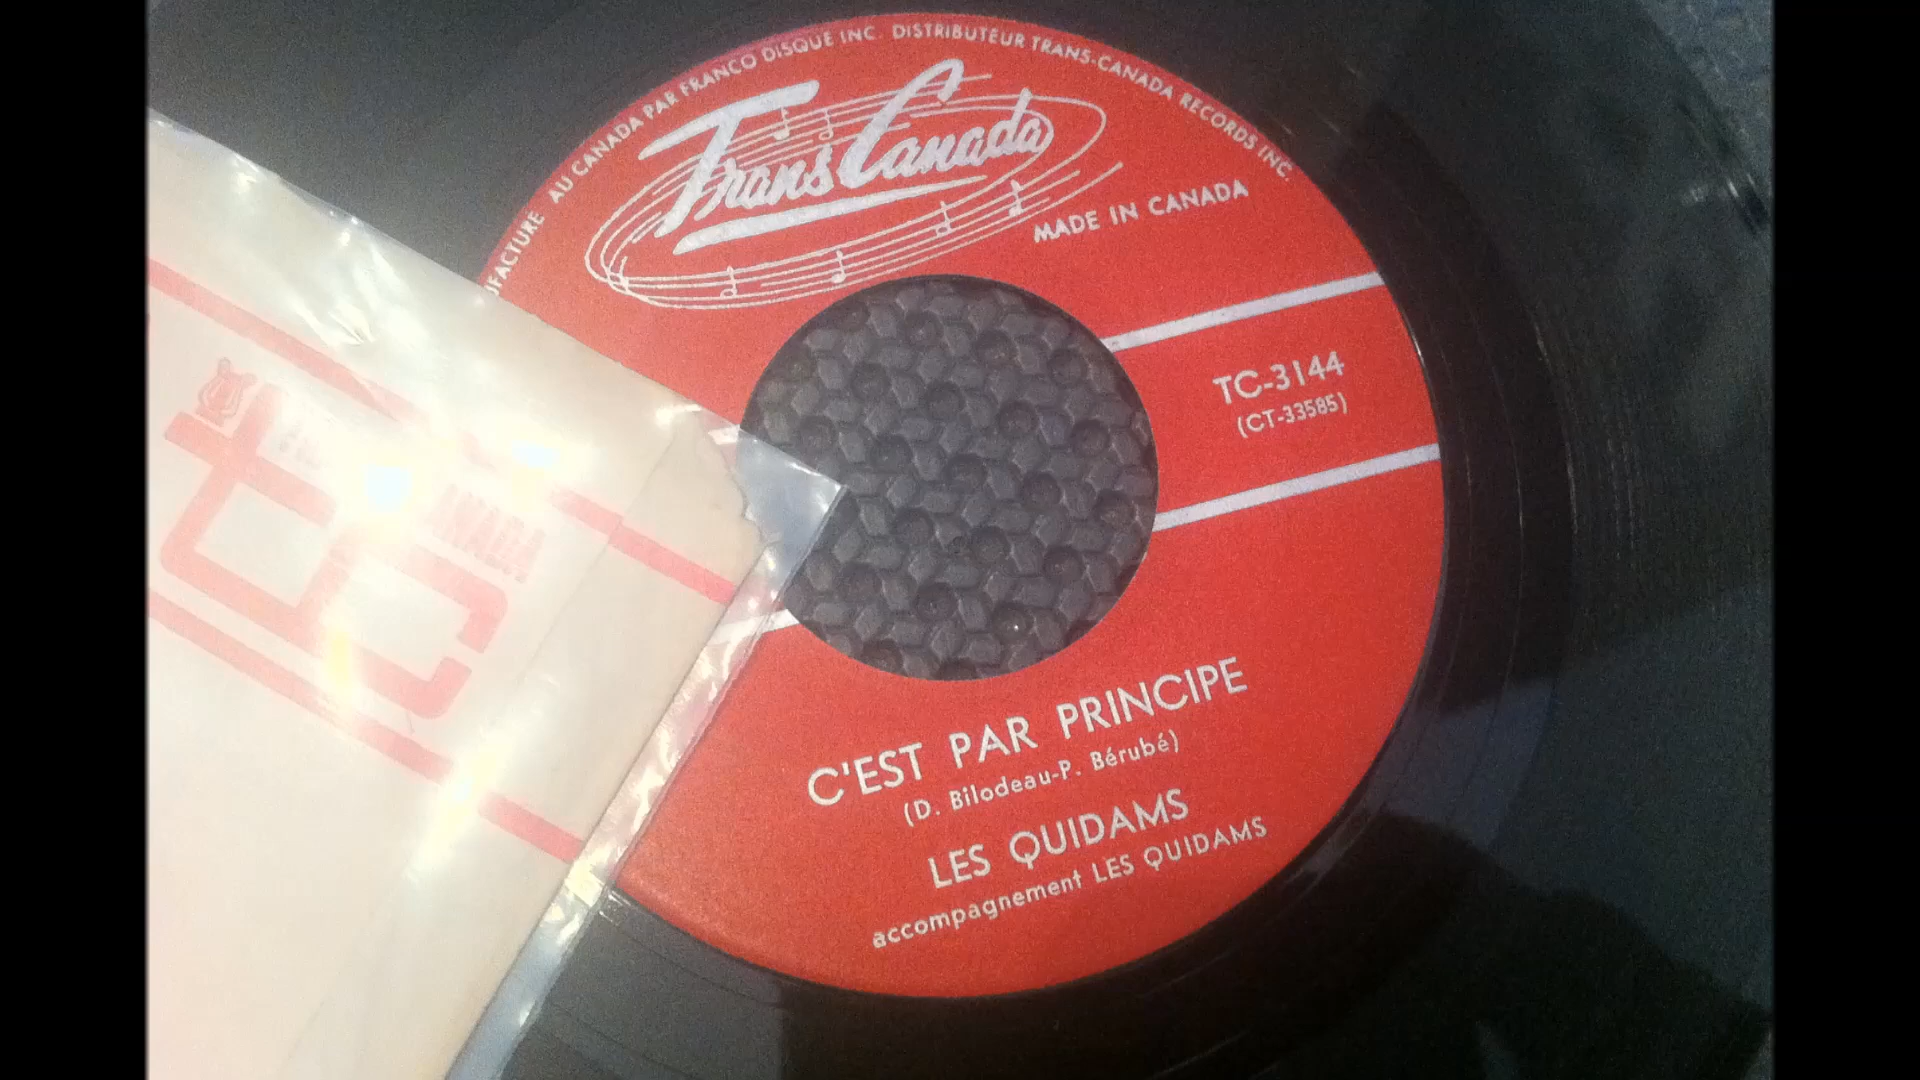 UFACTURE AU CANADA PAR FRANCO DISQUE INC. DISTRIBUTEUR TRANS-CANADA RECORDS INC.
Trans Canada
MADE IN CANADA
TC-3144
(CT-33585)
C'EST PAR PRINCIPE
(D. Bilodeau-P. Bérubé)
LES QUIDAMS
accompagnement LES QUIDAMS